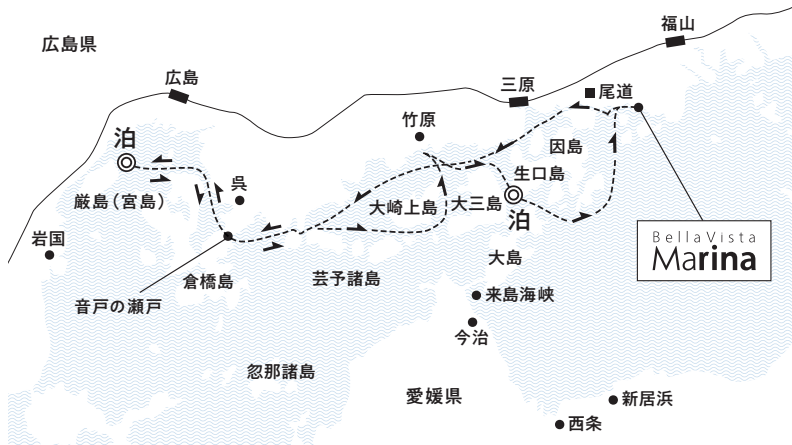 福山
広島県
広島
三原
尾道
竹原
泊
因島
生口島
呉
厳島（宮島）
大崎上島
大三島
泊
BellaVista
Marina
岩国
大島
倉橋島
芸予諸島
来島海峡
音戸の瀬戸
今治
忽那諸島
愛媛県
新居浜
西条